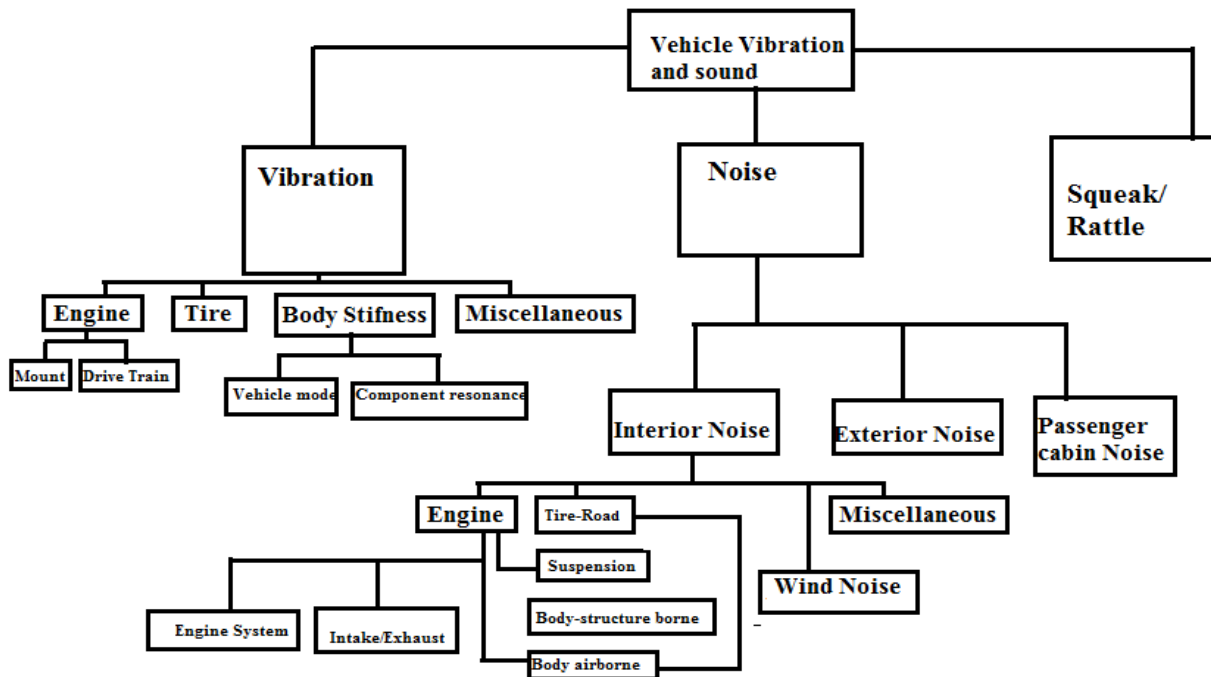 Vehicle Vibration
and sound
Vibration
Noise
Squeak/
Rattle
Engine
Tire
Body Stifness
Miscellaneous
Mount
Drive Train
Vehicle mode
Component resonance
Interior Noise
Exterior Noise
Passenger
cabin Noise
Engine
Tire-Road
Miscellaneous
Suspension
Wind Noise
Body-structure borne
Engine System
Intake/Exhaust
Body airborne